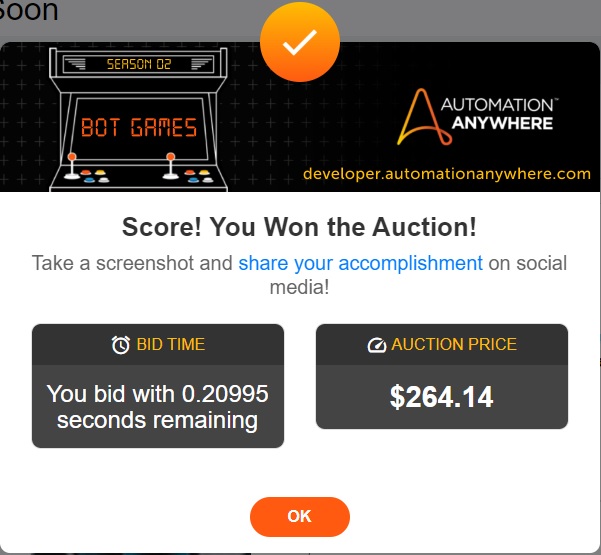 Soon
SEASON 02
BOT GAMES
AUTOMATION™
ANYWHERE
developer.automationanywhere.com
Score! You Won the Auction!
Take a screenshot and share your accomplishment on social
media!
BID TIME
You bid with 0.20995
seconds remaining
AUCTION PRICE
$264.14
OK